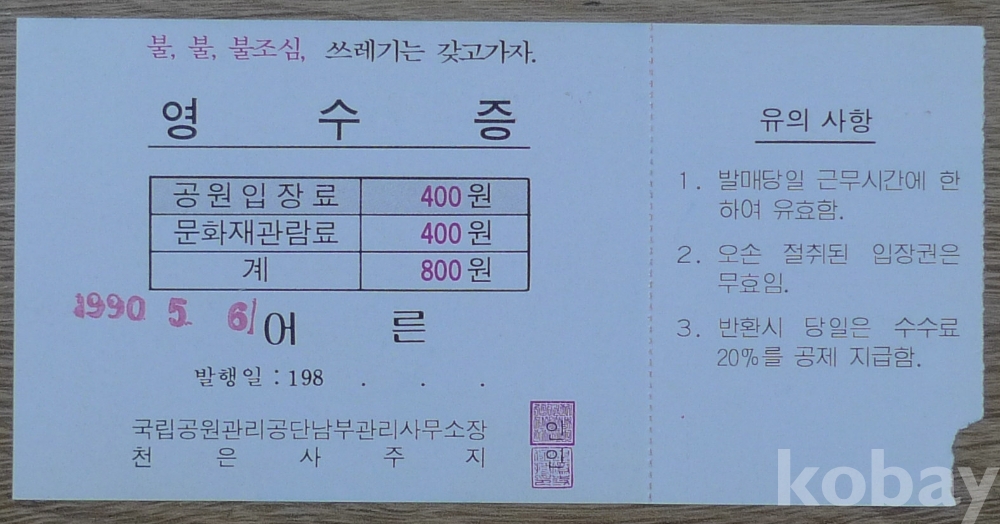 불, 불, 불조심, 쓰레기는 갖고가자.
영 수 증
공원입장료 400원
문화재관람료 400원
계 800원
1990 5. 6
어 른
발행일 : 198 . . .
국립공원관리공단남부관리사무소장 인
천 은 사 주 지 인
유의 사항
1. 발매당일 근무시간에 한
하여 유효함.
2. 오손 절취된 입장권은
무효임.
3. 반환시 당일은 수수료
20%를 공제 지급함.
kobay